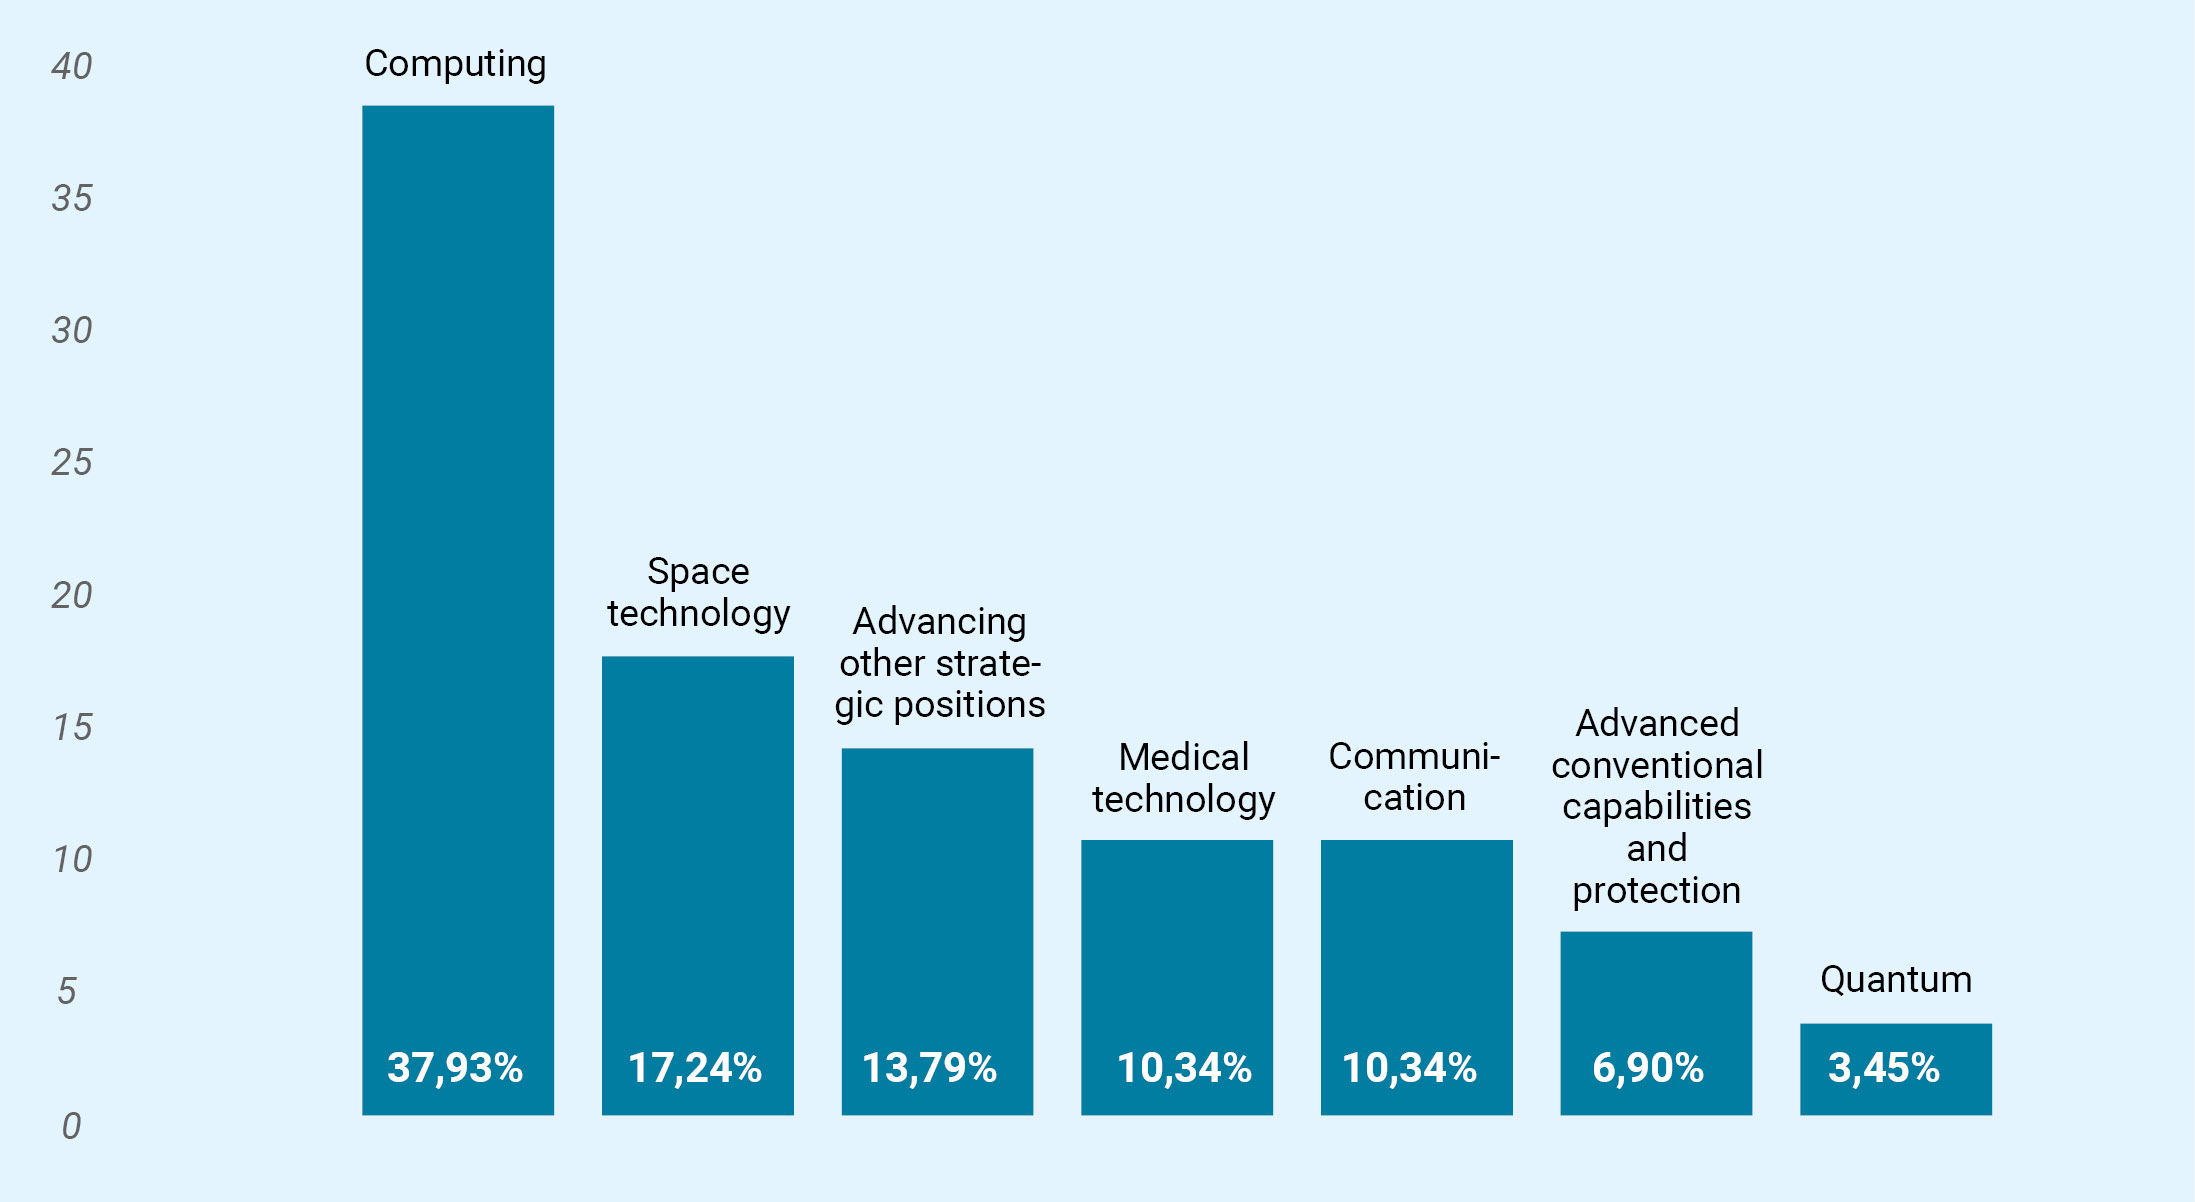 40
35
30
25
20
15
10
5
0
Computing
37,93%
Space
technology
17,24%
Advancing
other strate-
gic positions
13,79%
Medical
technology
10,34%
Communi-
cation
10,34%
Advanced
conventional
capabilities
and
protection
6,90%
Quantum
3,45%